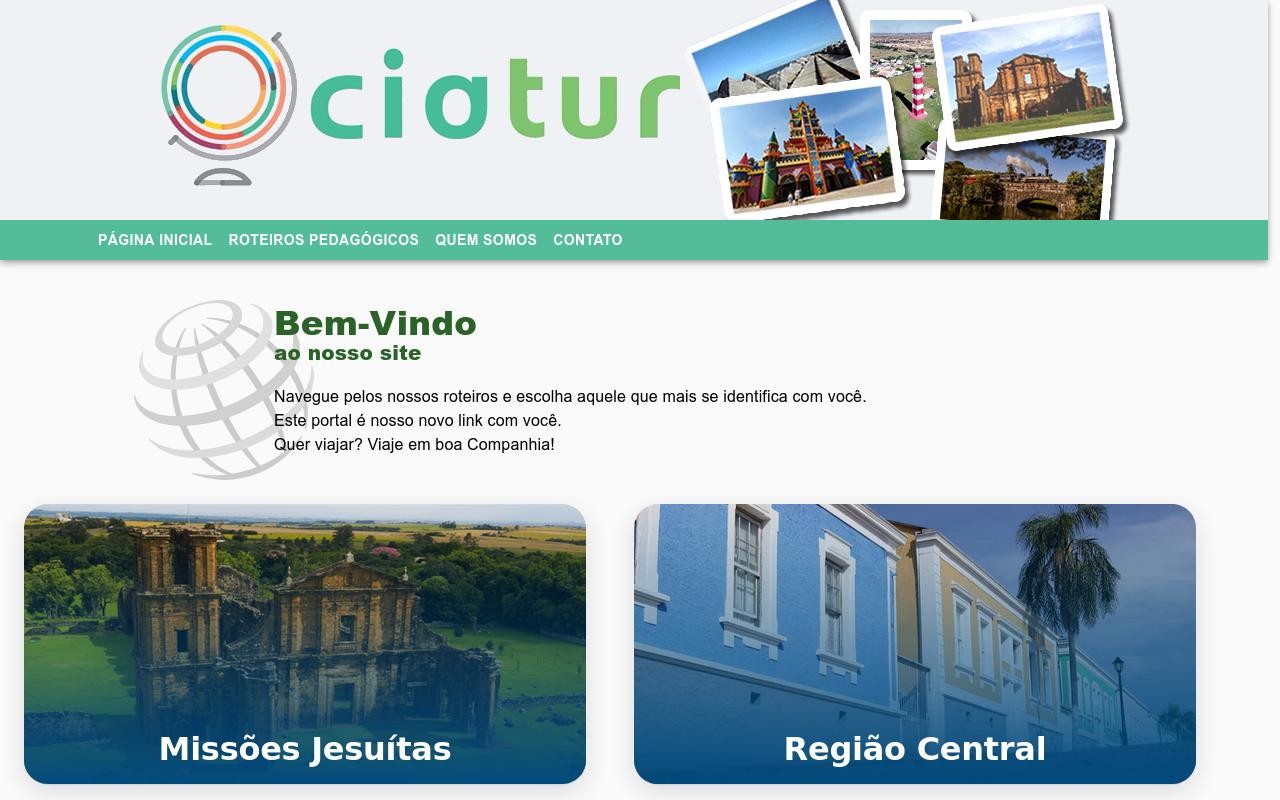 ciatur
PÁGINA INICIAL ROTEIROS PEDAGÓGICOS QUEM SOMOS CONTATO
Bem-Vindo
ao nosso site
Navegue pelos nossos roteiros e escolha aquele que mais se identifica com você.
Este portal é nosso novo link com você.
Quer viajar? Viaje em boa Companhia!
Missões Jesuítas
Região Central